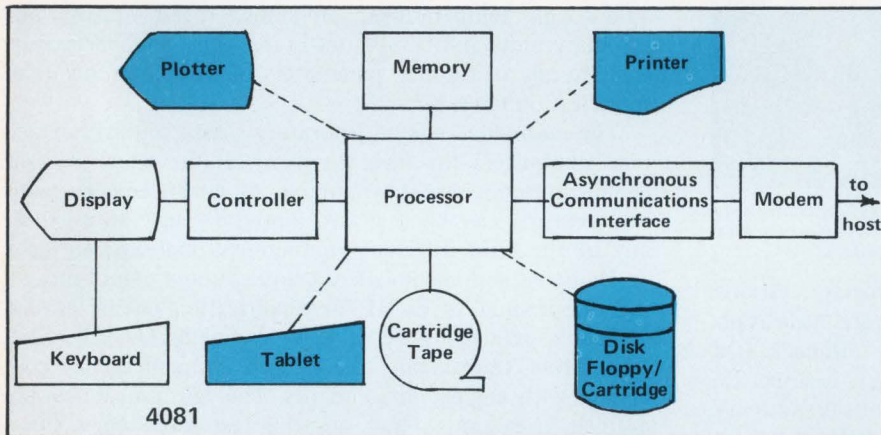 Plotter
Memory
Printer
Display
Controller
Processor
Asynchronous
Communications
Interface
Modem
to
host
Keyboard
Tablet
Cartridge
Tape
Disk
Floppy/
Cartridge
4081